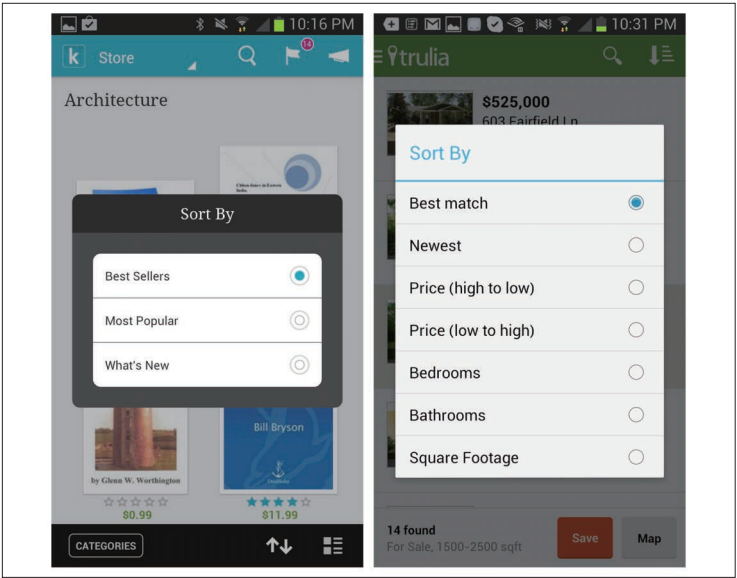 10:16 PM
k Store
14
Architecture
Sort By
Best Sellers
Most Popular
What's New
by Glenn W. Worthington
Bill Bryson
$0.99
$11.99
CATEGORIES
10:31 PM
trulia
$525,000
603 Fairfield Ln
Sort By
Best match
Newest
Price (high to low)
Price (low to high)
Bedrooms
Bathrooms
Square Footage
14 found
For Sale, 1500-2500 sqft
Save
Map